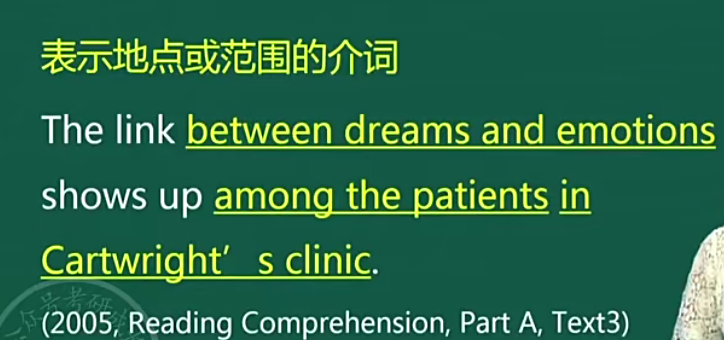 表示地点或范围的介词
The link between dreams and emotions
shows up among the patients in
Cartwright’ s clinic.
(2005, Reading Comprehension, Part A, Text3)